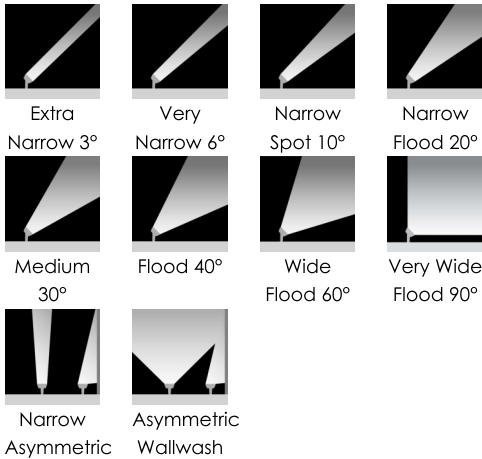 Extra
Narrow 3°
Very
Narrow 6°
Narrow
Spot 10°
Narrow
Flood 20°
Medium
30°
Flood 40°
Wide
Flood 60°
Very Wide
Flood 90°
Narrow
Asymmetric
Asymmetric
Wallwash